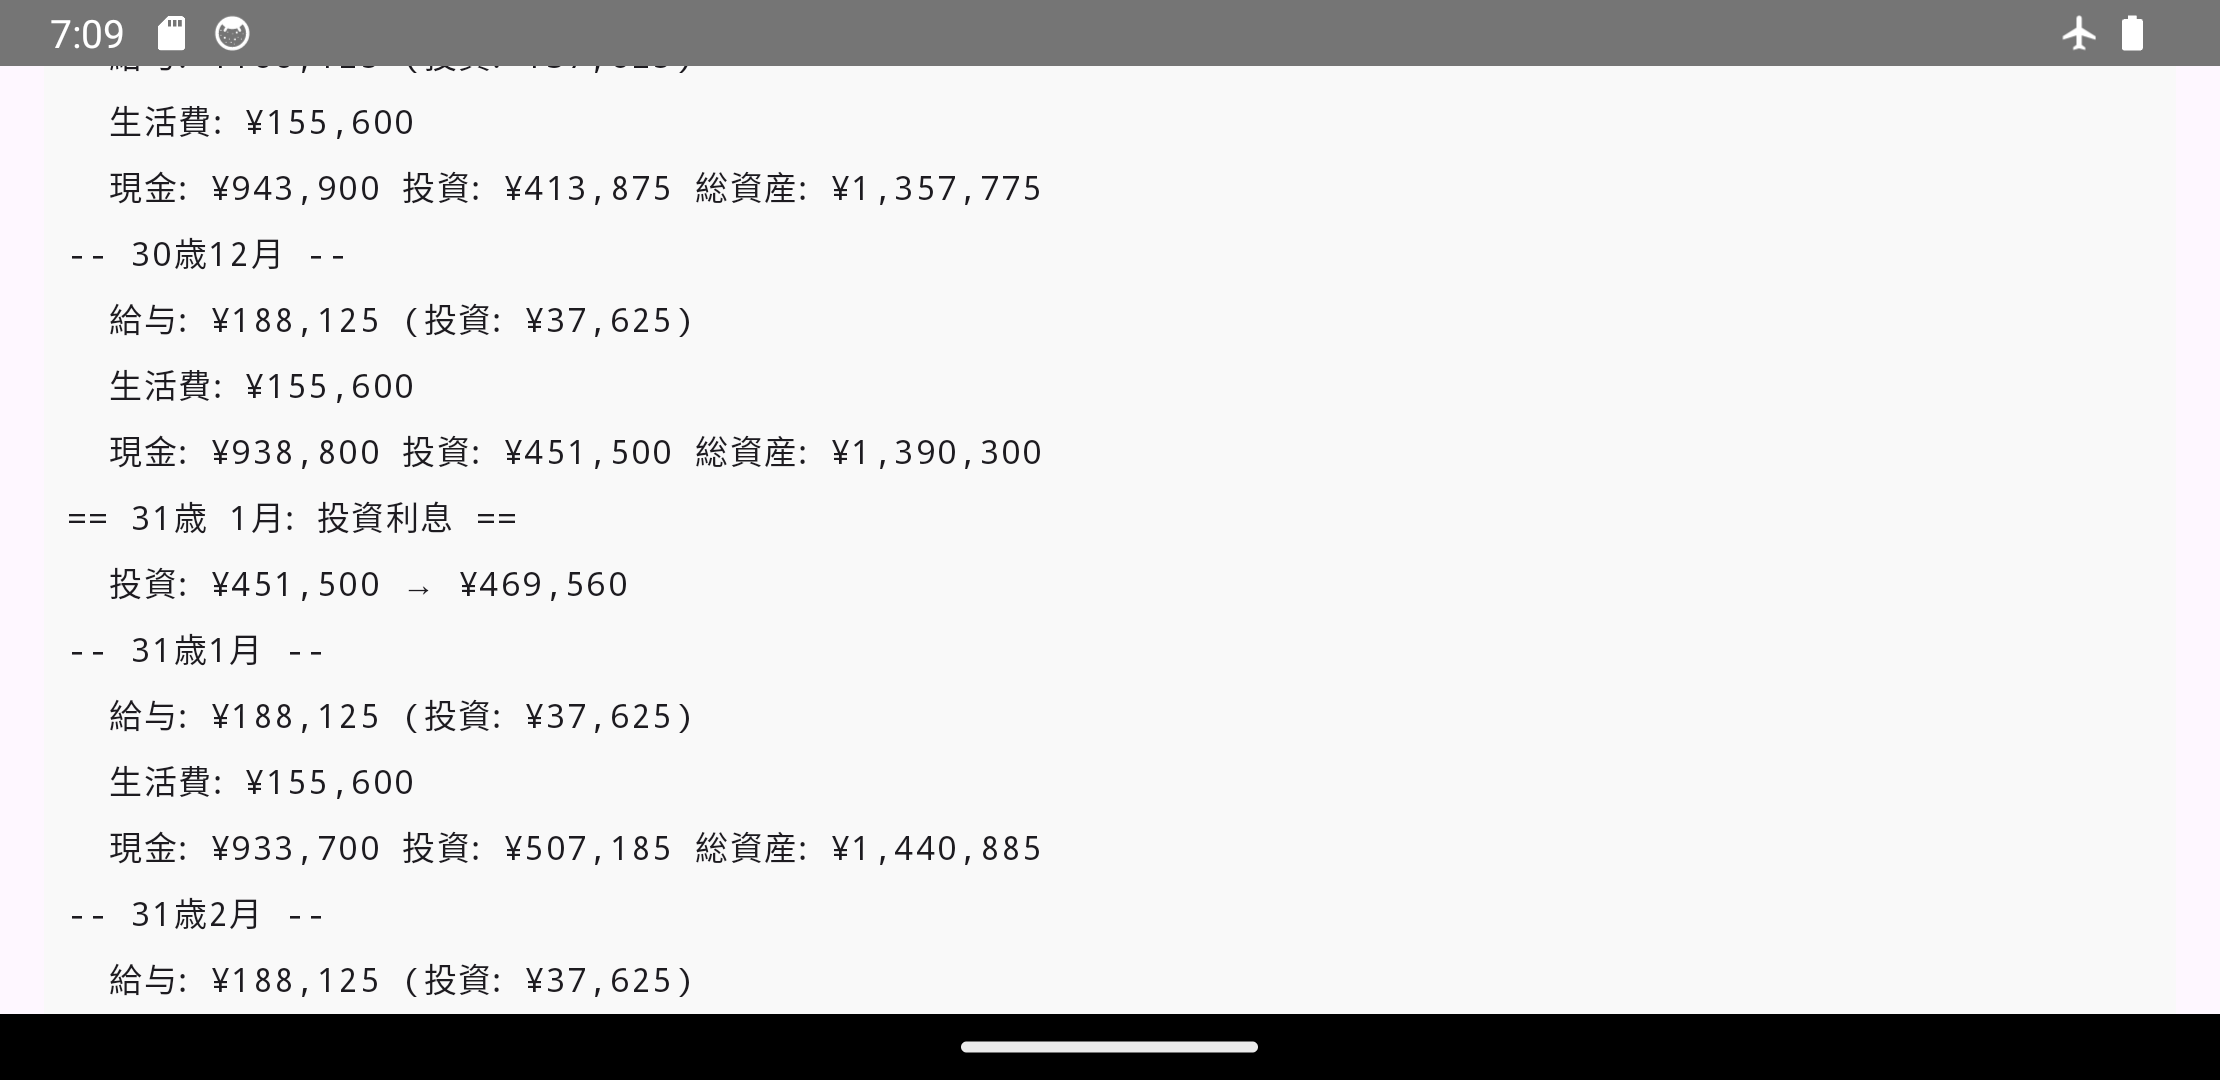 7:09
生活費: ¥155,600
現金: ¥943,900 投資: ¥413,875 総資産: ¥1,357,775
-- 30歳12月 --
給与: ¥188,125 (投資: ¥37,625)
生活費: ¥155,600
現金: ¥938,800 投資: ¥451,500 総資産: ¥1,390,300
== 31歳 1月: 投資利息 ==
投資: ¥451,500 → ¥469,560
-- 31歳1月 --
給与: ¥188,125 (投資: ¥37,625)
生活費: ¥155,600
現金: ¥933,700 投資: ¥507,185 総資産: ¥1,440,885
-- 31歳2月 --
給与: ¥188,125 (投資: ¥37,625)